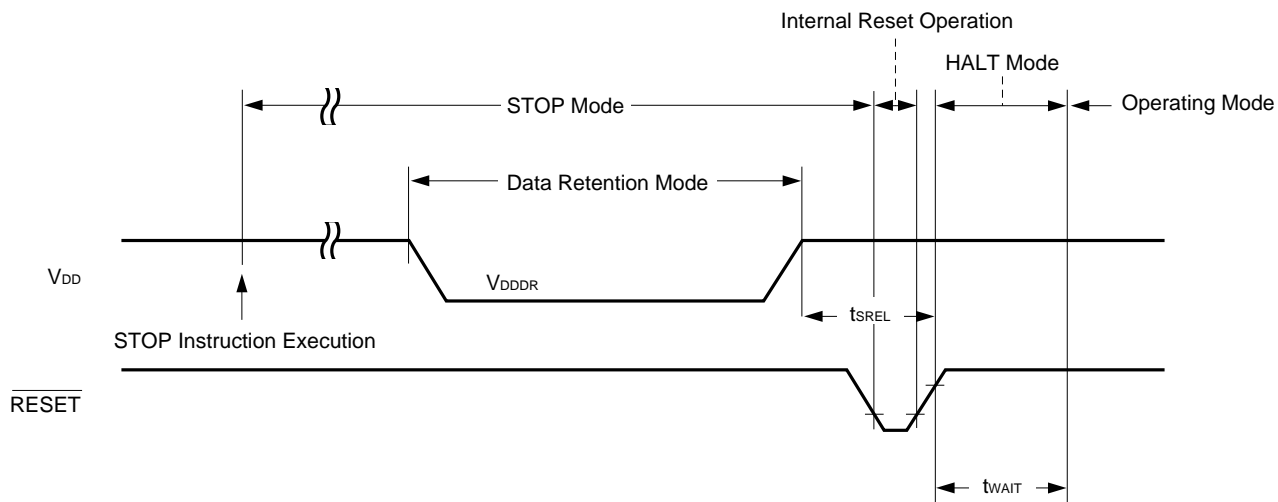 Internal Reset Operation
HALT Mode
STOP Mode
Operating Mode
Data Retention Mode
VDD
VDDDR
STOP Instruction Execution
tSREL
RESET
tWAIT